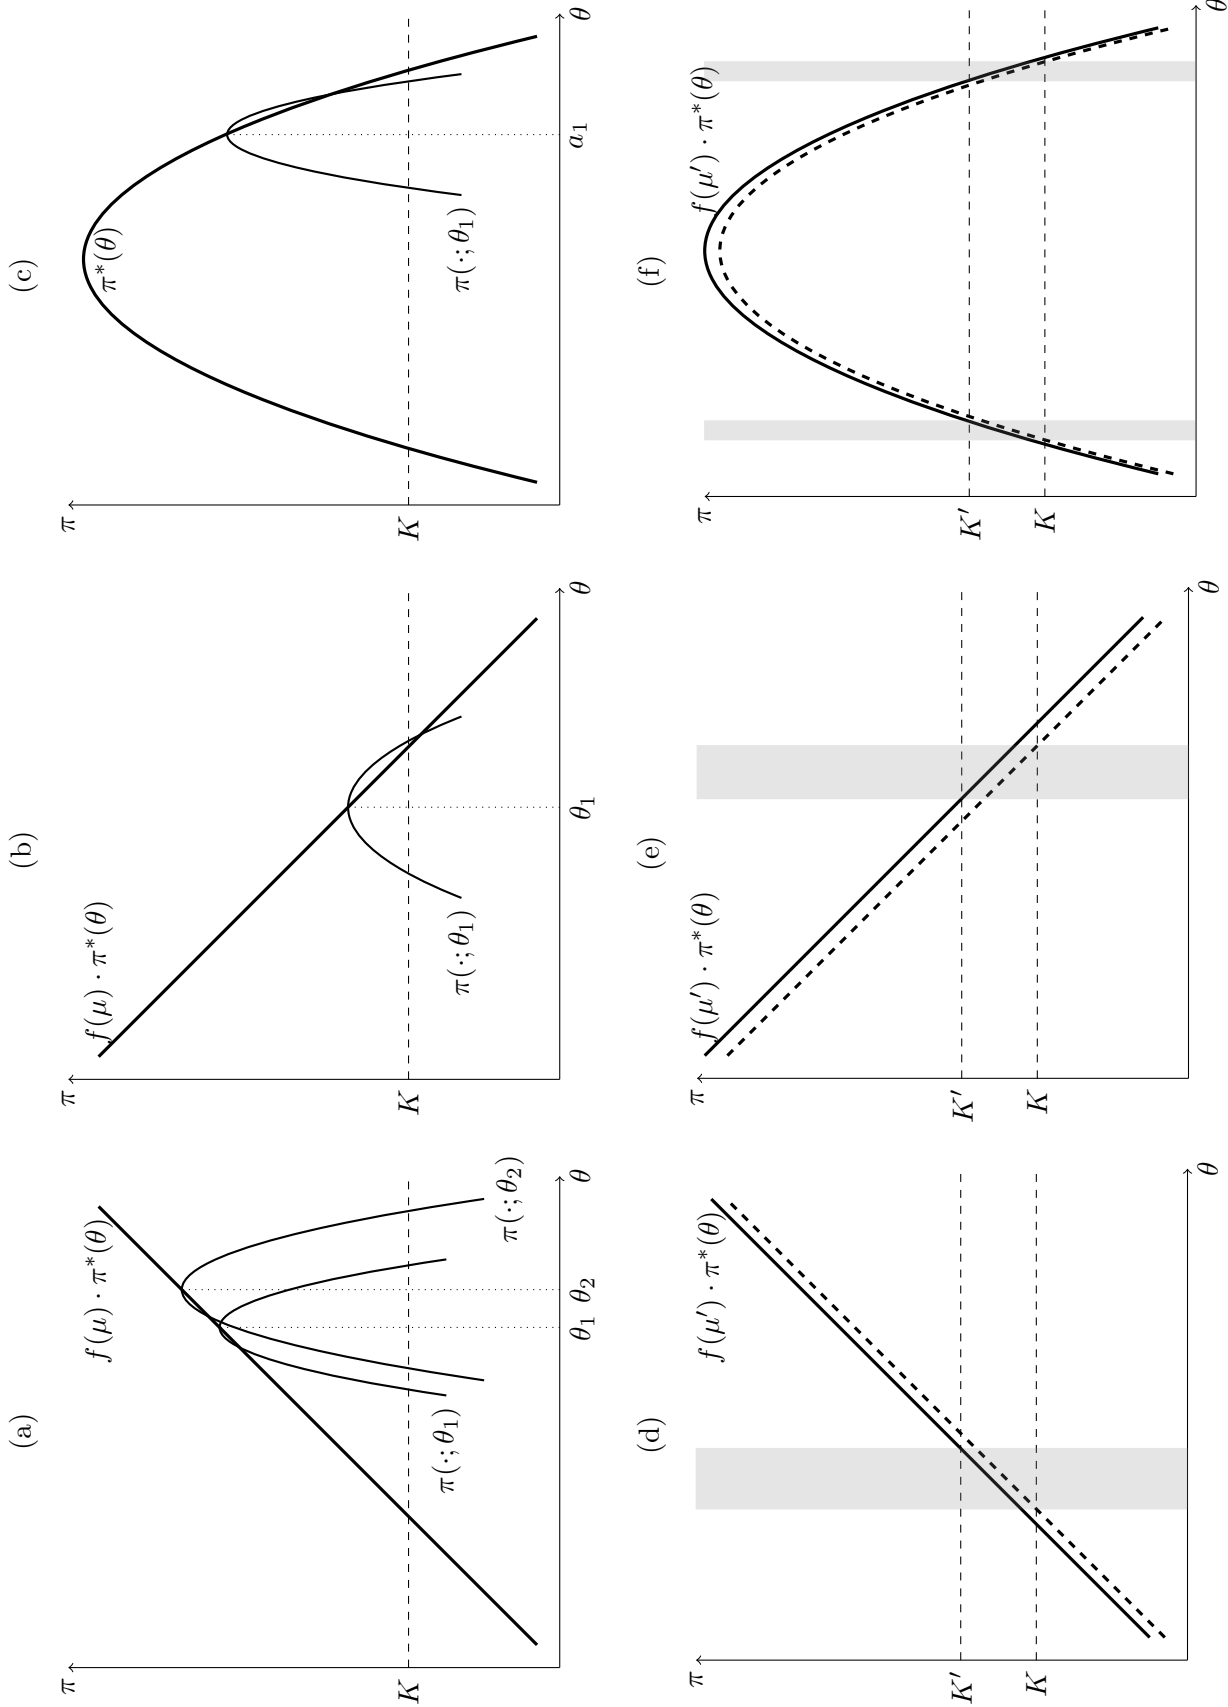 (a)
π
f(μ) · π*(θ)
π(·; θ₁)
π(·; θ₂)
K
θ₁ θ₂
θ
(b)
π
f(μ) · π*(θ)
π(·; θ₁)
K
θ₁
θ
(c)
π
π*(θ)
π(·; θ₁)
K
a₁
θ
(d)
π
f(μ′) · π*(θ)
K′
K
θ
(e)
π
f(μ′) · π*(θ)
K′
K
θ
(f)
π
f(μ′) · π*(θ)
K′
K
θ